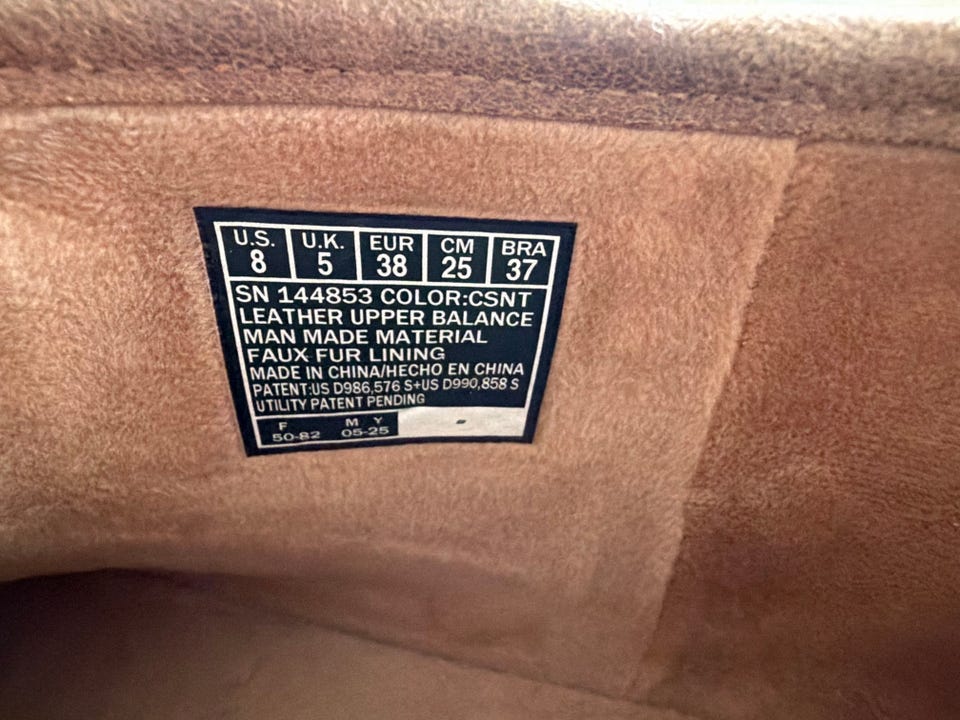 U.S. U.K. EUR CM BRA
8 5 38 25 37
SN 144853 COLOR:CSNT
LEATHER UPPER BALANCE
MAN MADE MATERIAL
FAUX FUR LINING
MADE IN CHINA/HECHO EN CHINA
PATENT:US D986,576 S+US D990,858 S
UTILITY PATENT PENDING
F M Y
50-82 05-25